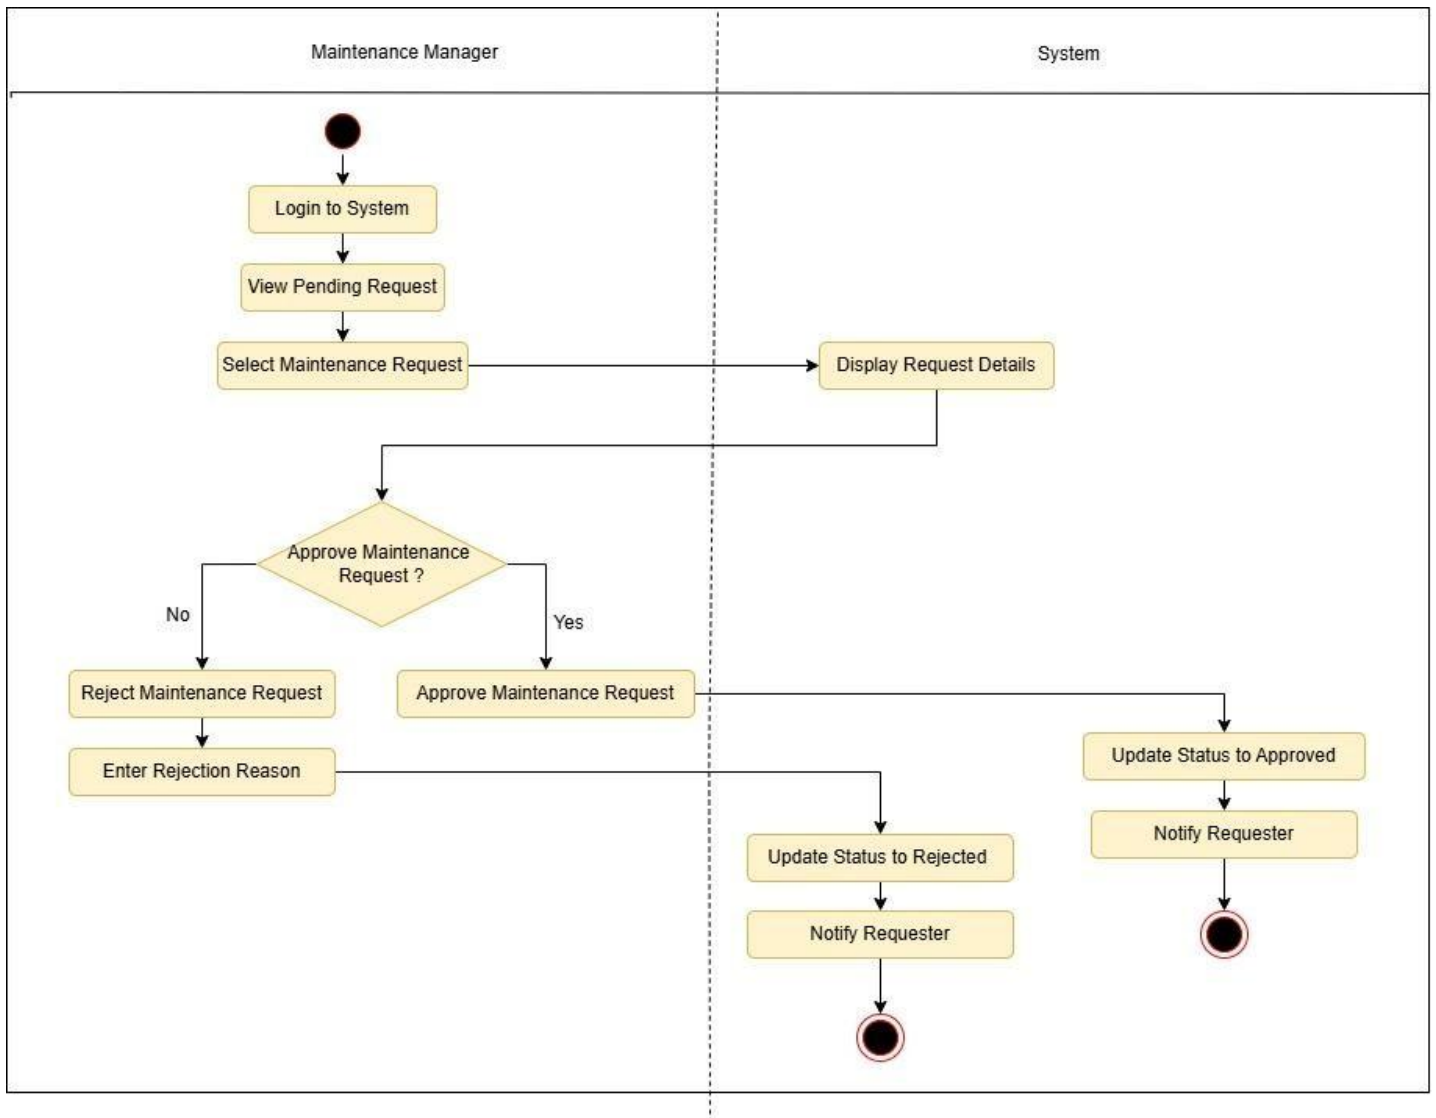 Maintenance Manager
System
Login to System
View Pending Request
Select Maintenance Request
Display Request Details
Approve Maintenance
Request ?
No
Yes
Reject Maintenance Request
Approve Maintenance Request
Update Status to Approved
Enter Rejection Reason
Notify Requester
Update Status to Rejected
Notify Requester